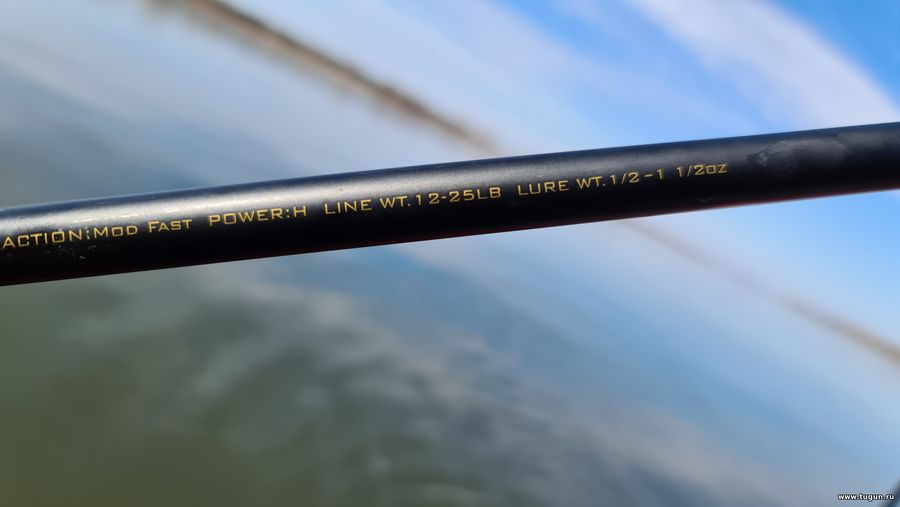 ACTION:MOD FAST POWER:H LINE WT.12-25LB LURE WT.1/2-1 1/2OZ
www.tugun.ru